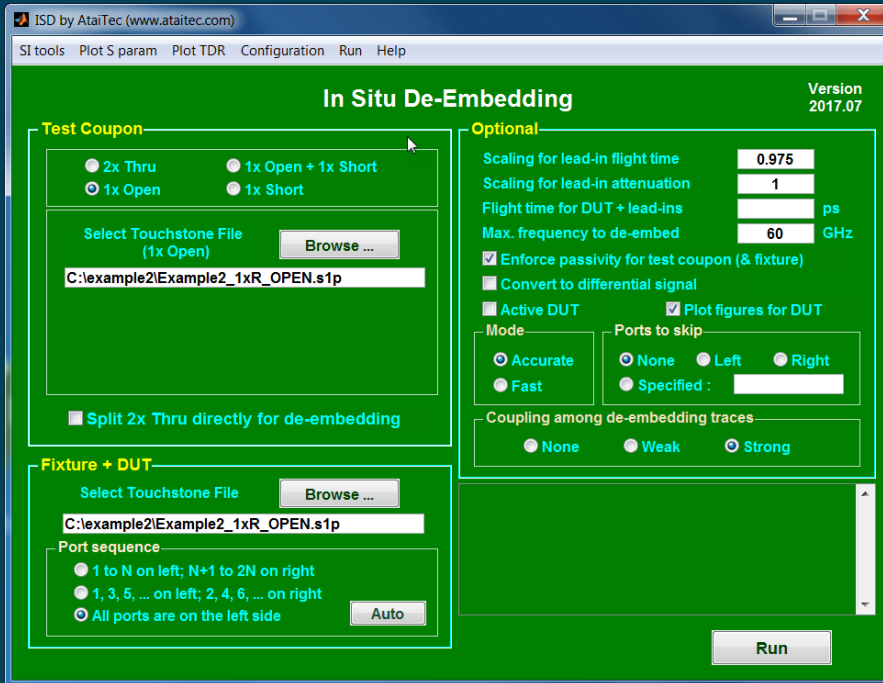 ISD by AtaiTec (www.ataitec.com)
SI tools Plot S param Plot TDR Configuration Run Help
In Situ De-Embedding
Version
2017.07
Test Coupon
2x Thru 1x Open + 1x Short
1x Open 1x Short
Select Touchstone File
(1x Open)
Browse ...
C:\example2\Example2_1xR_OPEN.s1p
Split 2x Thru directly for de-embedding
Fixture + DUT
Select Touchstone File
Browse ...
C:\example2\Example2_1xR_OPEN.s1p
Port sequence
1 to N on left; N+1 to 2N on right
1, 3, 5, ... on left; 2, 4, 6, ... on right
All ports are on the left side
Auto
Optional
Scaling for lead-in flight time 0.975
Scaling for lead-in attenuation 1
Flight time for DUT + lead-ins ps
Max. frequency to de-embed 60 GHz
Enforce passivity for test coupon (& fixture)
Convert to differential signal
Active DUT Plot figures for DUT
Mode
Accurate
Fast
Ports to skip
None Left Right
Specified :
Coupling among de-embedding traces
None Weak Strong
Run